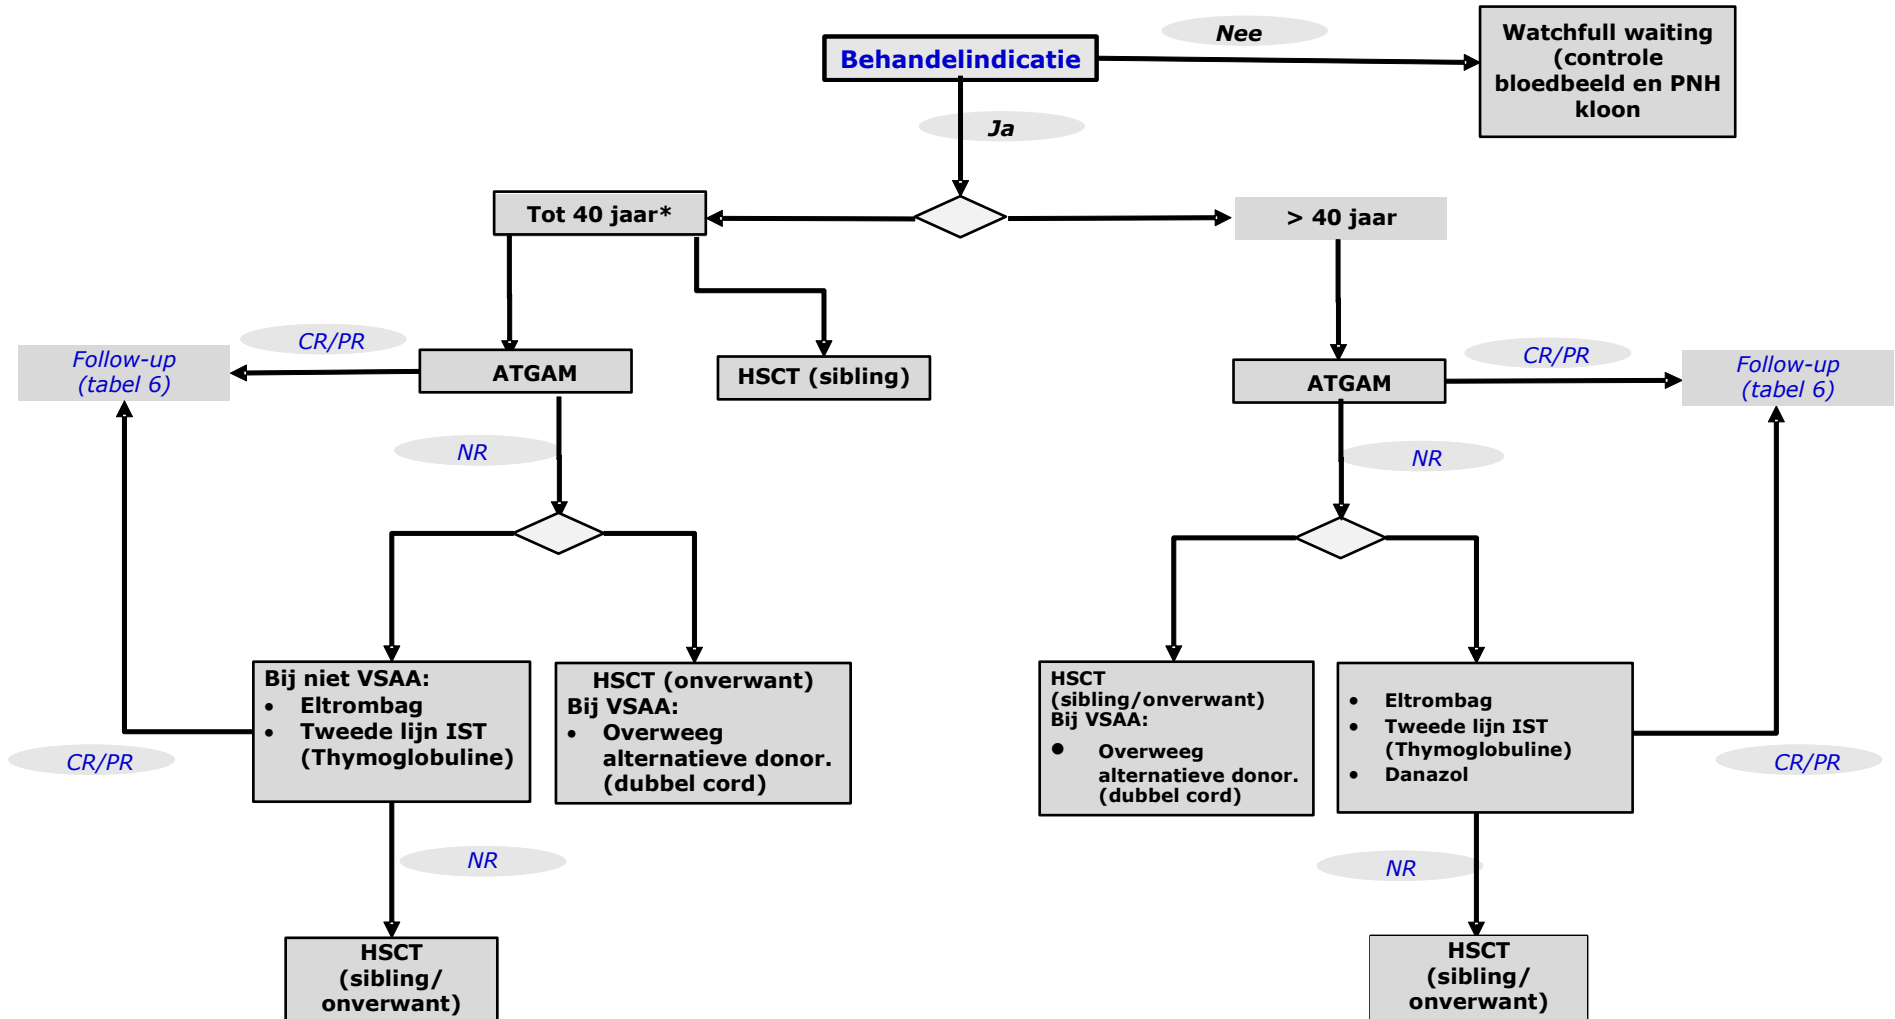 Nee
Watchfull waiting
(controle
bloedbeeld en PNH
kloon
Behandelindicatie
Ja
Tot 40 jaar*
> 40 jaar
CR/PR
Follow-up
(tabel 6)
ATGAM
HSCT (sibling)
ATGAM
CR/PR
Follow-up
(tabel 6)
NR
NR
Bij niet VSAA:
• Eltrombag
• Tweede lijn IST
(Thymoglobuline)
HSCT (onverwant)
Bij VSAA:
• Overweeg
alternatieve donor.
(dubbel cord)
HSCT
(sibling/onverwant)
Bij VSAA:
• Overweeg
alternatieve donor.
(dubbel cord)
• Eltrombag
• Tweede lijn IST
(Thymoglobuline)
• Danazol
CR/PR
CR/PR
NR
NR
HSCT
(sibling/
onverwant)
HSCT
(sibling/
onverwant)